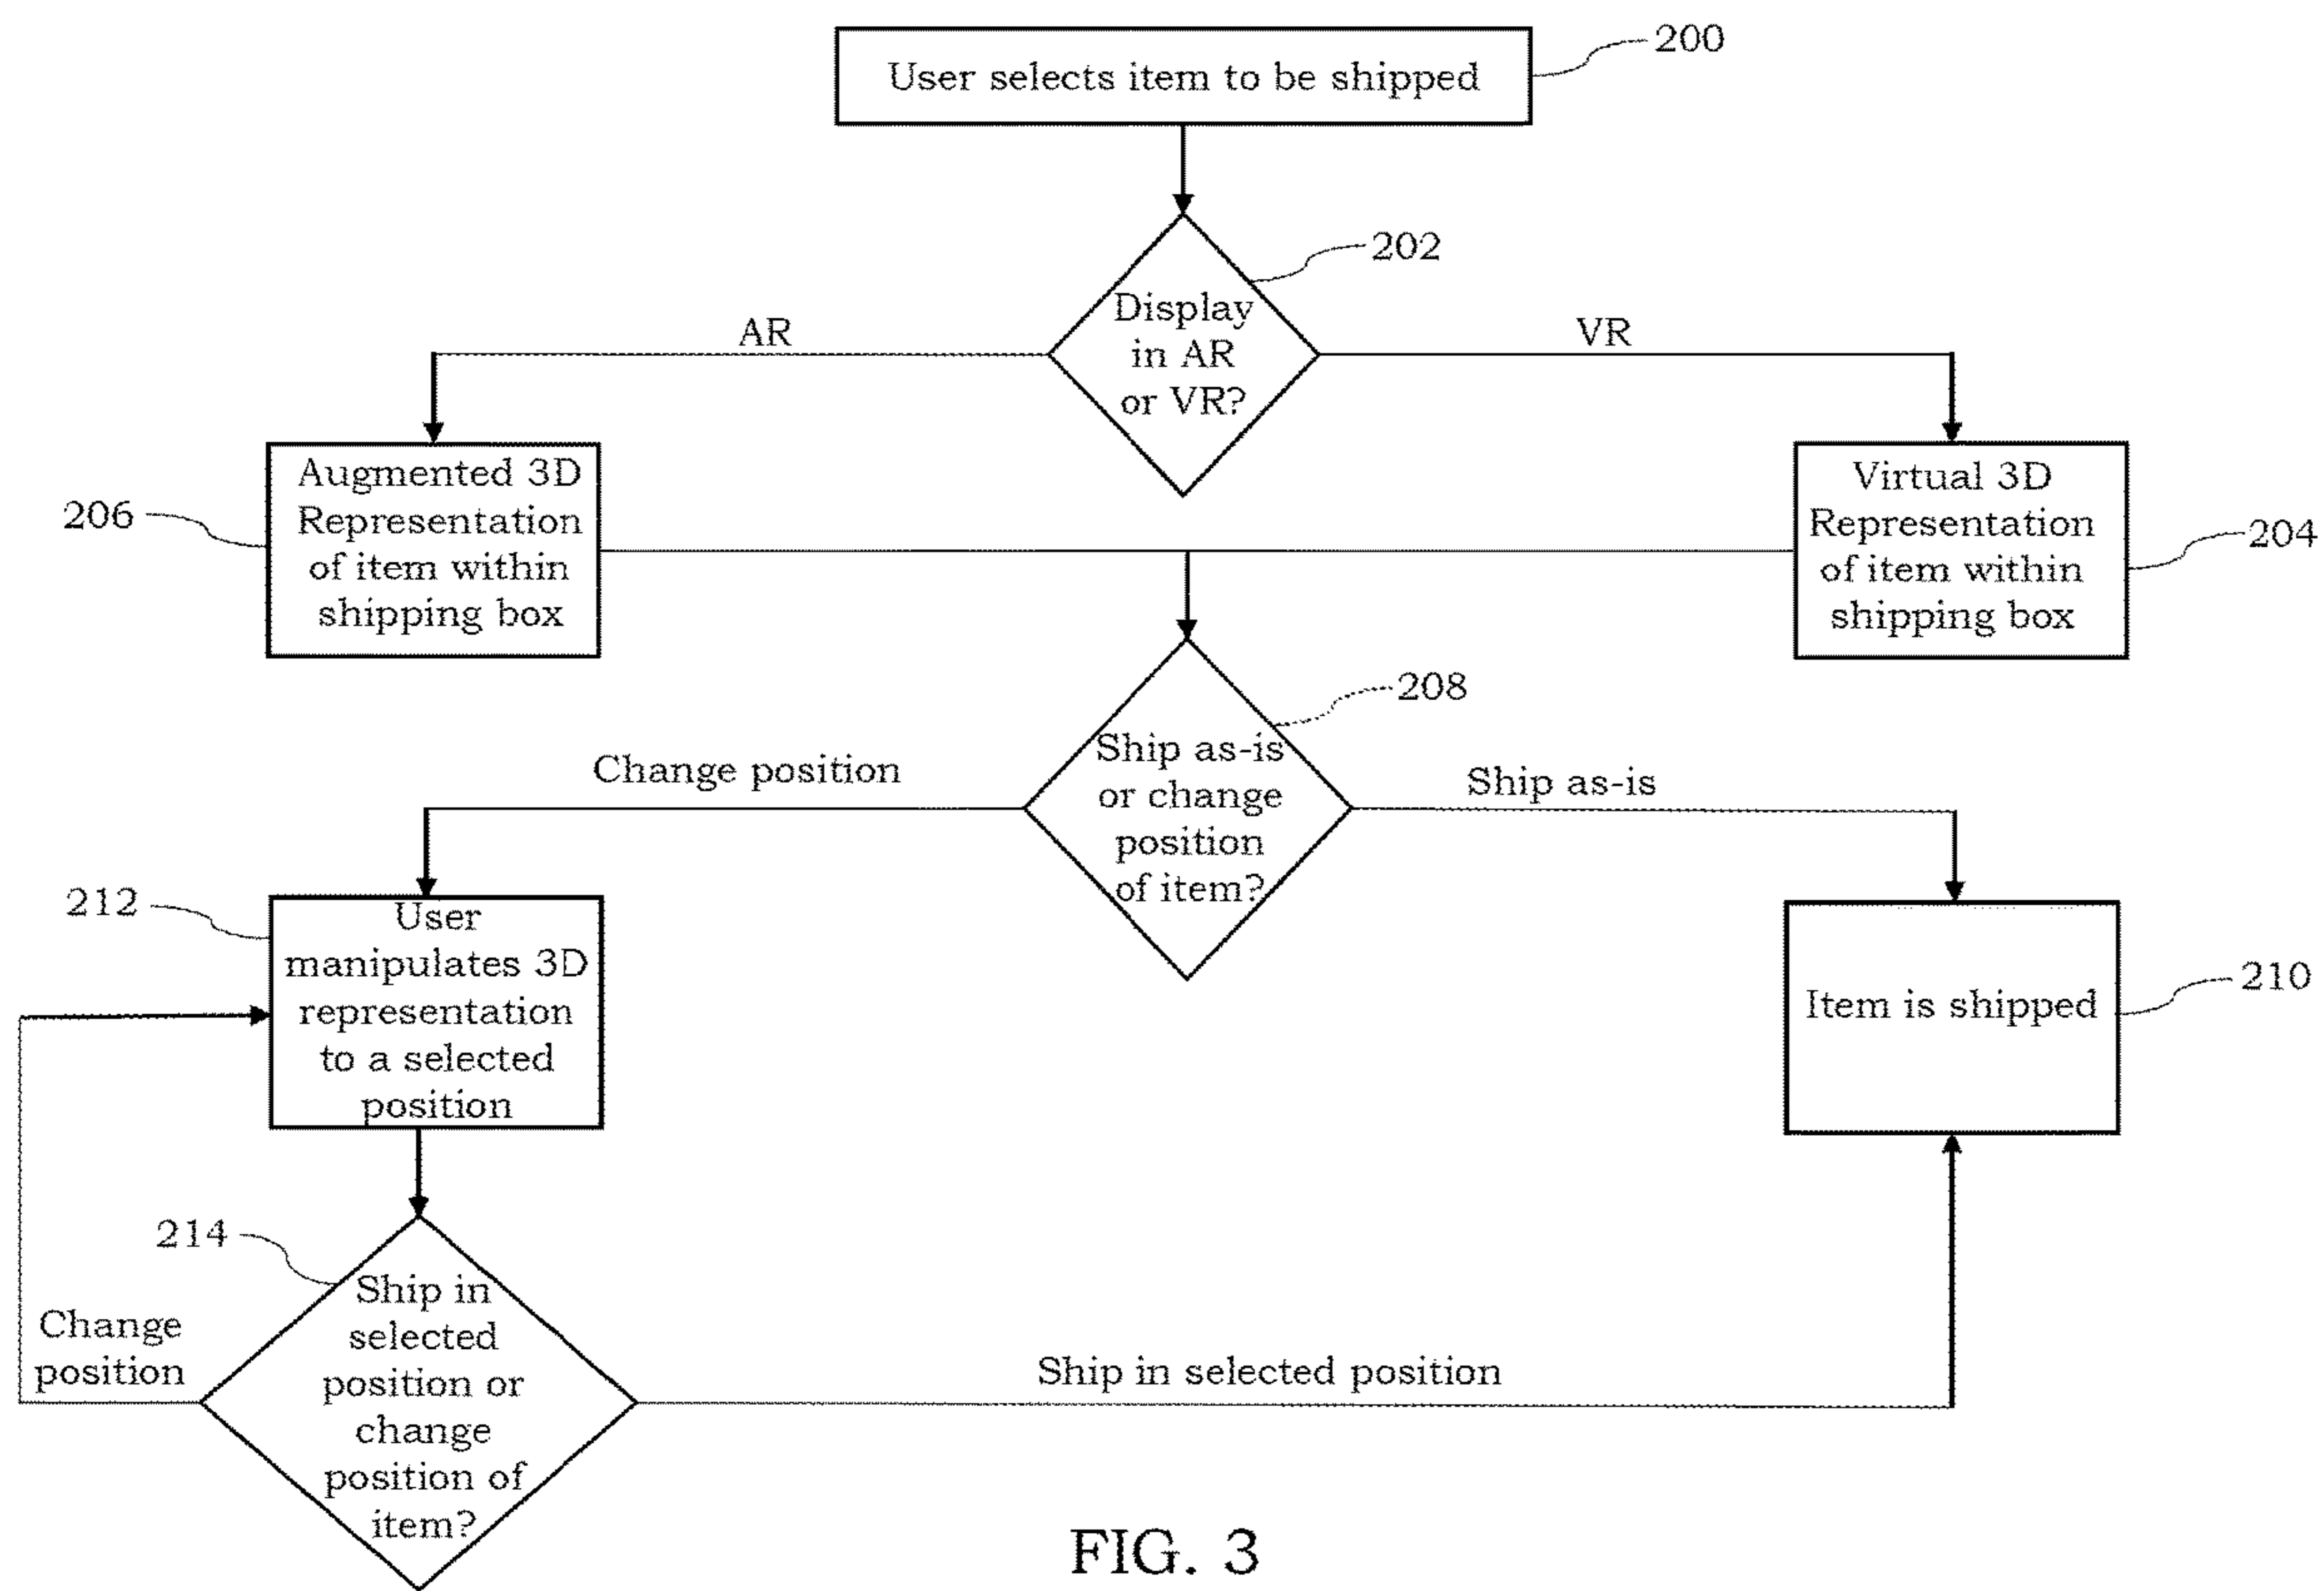 User selects item to be shipped
200
202
Display
in AR
or VR?
AR
VR
Augmented 3D
Representation
of item within
shipping box
206
Virtual 3D
Representation
of item within
shipping box
204
208
Ship as-is
or change
position
of item?
Change position
Ship as-is
212
User
manipulates 3D
representation
to a selected
position
Item is shipped
210
214
Ship in
selected
position or
change
position of
item?
Change
position
Ship in selected position
FIG. 3